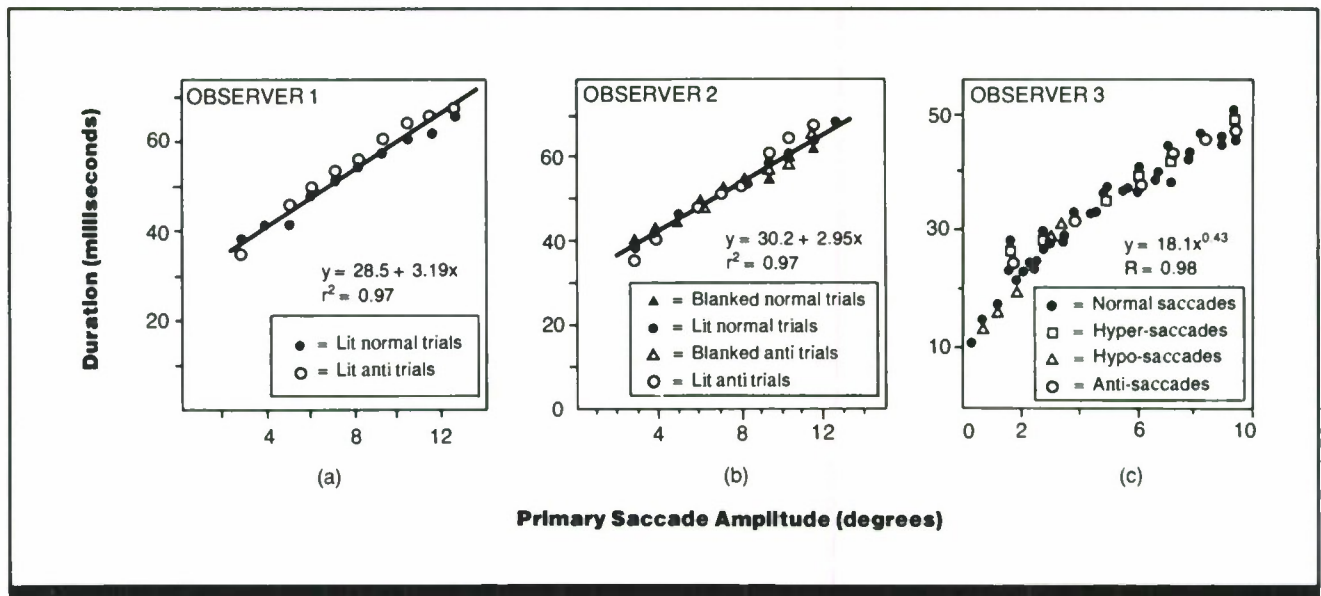 Duration (milliseconds)
OBSERVER 1
60
40
20
y = 28.5 + 3.19x
r² = 0.97
● = Lit normal trials
○ = Lit anti trials
4 8 12
(a)
OBSERVER 2
60
40
20
0
y = 30.2 + 2.95x
r² = 0.97
▲ = Blanked normal trials
● = Lit normal trials
△ = Blanked anti trials
○ = Lit anti trials
4 8 12
(b)
OBSERVER 3
50
30
10
y = 18.1x^0.43
R = 0.98
● = Normal saccades
□ = Hyper-saccades
△ = Hypo-saccades
○ = Anti-saccades
0 2 6 10
(c)
Primary Saccade Amplitude (degrees)